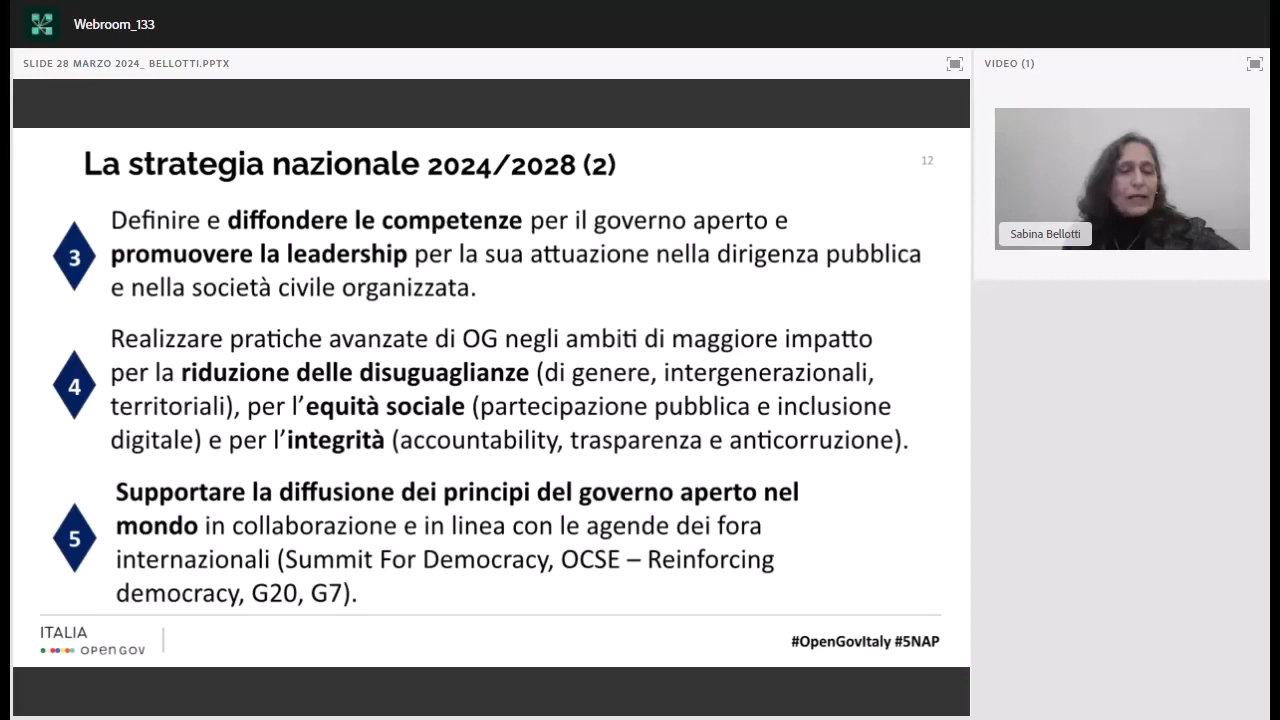 Webroom_133
SLIDE 28 MARZO 2024_ BELLOTTI.PPTX
VIDEO (1)
La strategia nazionale 2024/2028 (2)
12
3
Definire e diffondere le competenze per il governo aperto e
promuovere la leadership per la sua attuazione nella dirigenza pubblica
e nella società civile organizzata.
4
Realizzare pratiche avanzate di OG negli ambiti di maggiore impatto
per la riduzione delle disuguaglianze (di genere, intergenerazionali,
territoriali), per l’equità sociale (partecipazione pubblica e inclusione
digitale) e per l’integrità (accountability, trasparenza e anticorruzione).
5
Supportare la diffusione dei principi del governo aperto nel
mondo in collaborazione e in linea con le agende dei fora
internazionali (Summit For Democracy, OCSE – Reinforcing
democracy, G20, G7).
ITALIA
OPEN GOV
#OpenGovItaly #5NAP
Sabina Bellotti